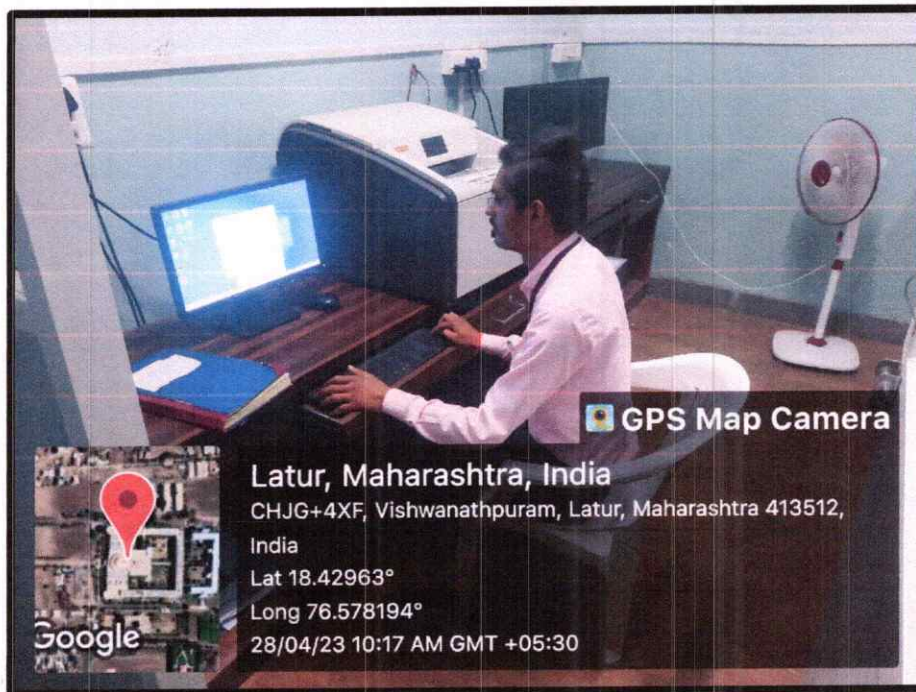 GPS Map Camera
Latur, Maharashtra, India
CHJG+4XF, Vishwanathpuram, Latur, Maharashtra 413512,
India
Lat 18.42963°
Long 76.578194°
28/04/23 10:17 AM GMT +05:30
Google